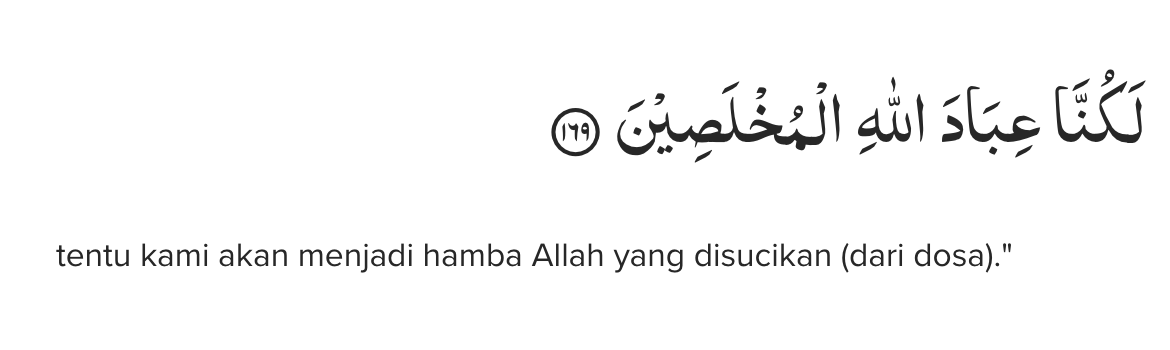 لَكُنَّا عِبَادَ اللّٰهِ الْمُخْلَصِيْنَ ١٦٩
tentu kami akan menjadi hamba Allah yang disucikan (dari dosa)."